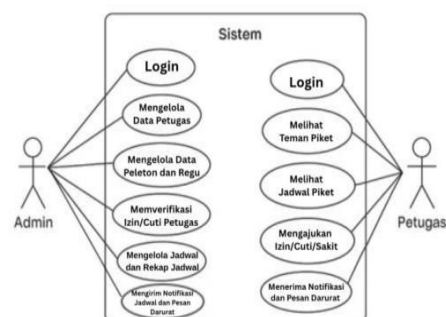 Sistem
Login
Mengelola
Data Petugas
Mengelola Data
Peleton dan Regu
Memverifikasi
Izin/Cuti Petugas
Mengelola Jadwal
dan Rekap Jadwal
Mengirim Notifikasi
Jadwal dan Pesan
Darurat
Login
Melihat
Teman Piket
Melihat
Jadwal Piket
Mengajukan
Izin/Cuti/Sakit
Menerima Notifikasi
dan Pesan Darurat
Admin
Petugas